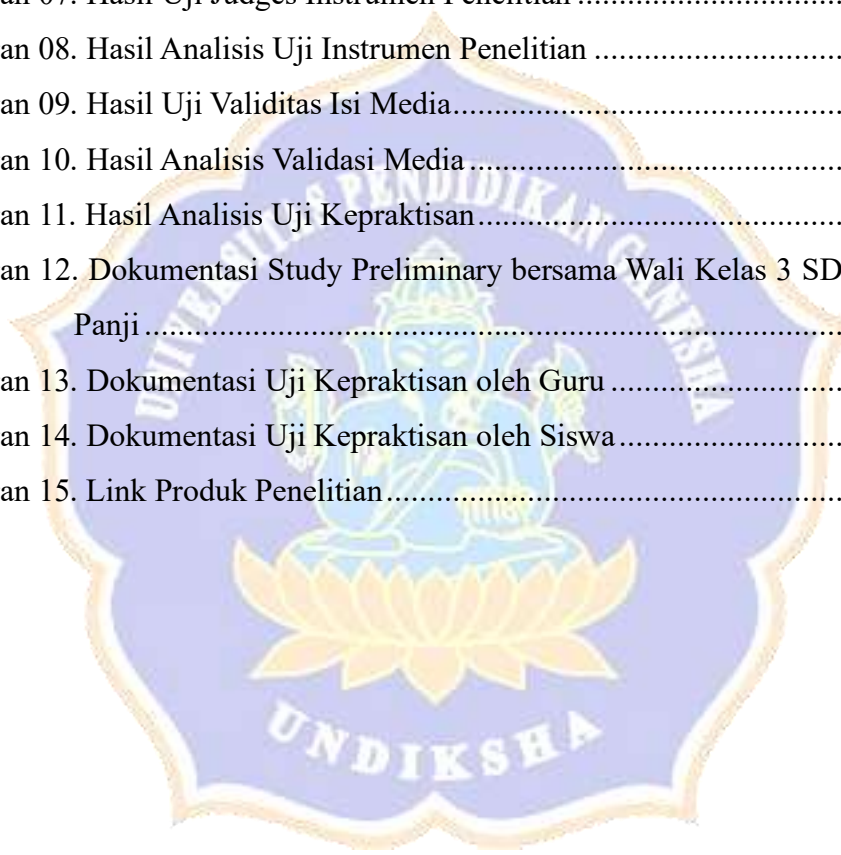 an 07. Hasil Uji Judges Instrumen Penelitian ................................
an 08. Hasil Analisis Uji Instrumen Penelitian ................................
an 09. Hasil Uji Validitas Isi Media................................................
an 10. Hasil Analisis Validasi Media ..............................................
an 11. Hasil Analisis Uji Kepraktisan..............................................
an 12. Dokumentasi Study Preliminary bersama Wali Kelas 3 SD
Panji ........................................................................................
an 13. Dokumentasi Uji Kepraktisan oleh Guru ..............................
an 14. Dokumentasi Uji Kepraktisan oleh Siswa .............................
an 15. Link Produk Penelitian .........................................................
UNIVERSITAS PENDIDIKAN GANESHA
UNDIKSHA